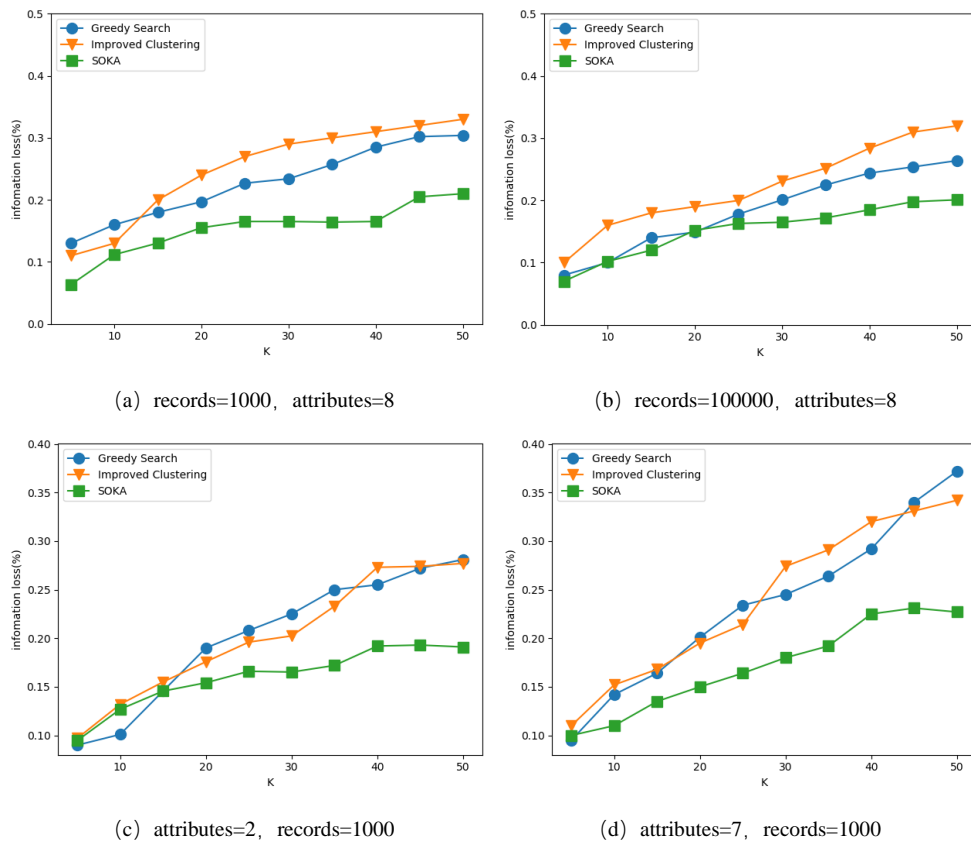 0.5
0.4
0.3
0.2
0.1
0.0
infomation loss(%)
Greedy Search
Improved Clustering
SOKA
10
20
30
40
50
K
(a) records=1000, attributes=8
0.5
0.4
0.3
0.2
0.1
0.0
infomation loss(%)
Greedy Search
Improved Clustering
SOKA
10
20
30
40
50
K
(b) records=100000, attributes=8
0.40
0.35
0.30
0.25
0.20
0.15
0.10
infomation loss(%)
Greedy Search
Improved Clustering
SOKA
10
20
30
40
50
K
(c) attributes=2, records=1000
0.40
0.35
0.30
0.25
0.20
0.15
0.10
infomation loss(%)
Greedy Search
Improved Clustering
SOKA
10
20
30
40
50
K
(d) attributes=7, records=1000